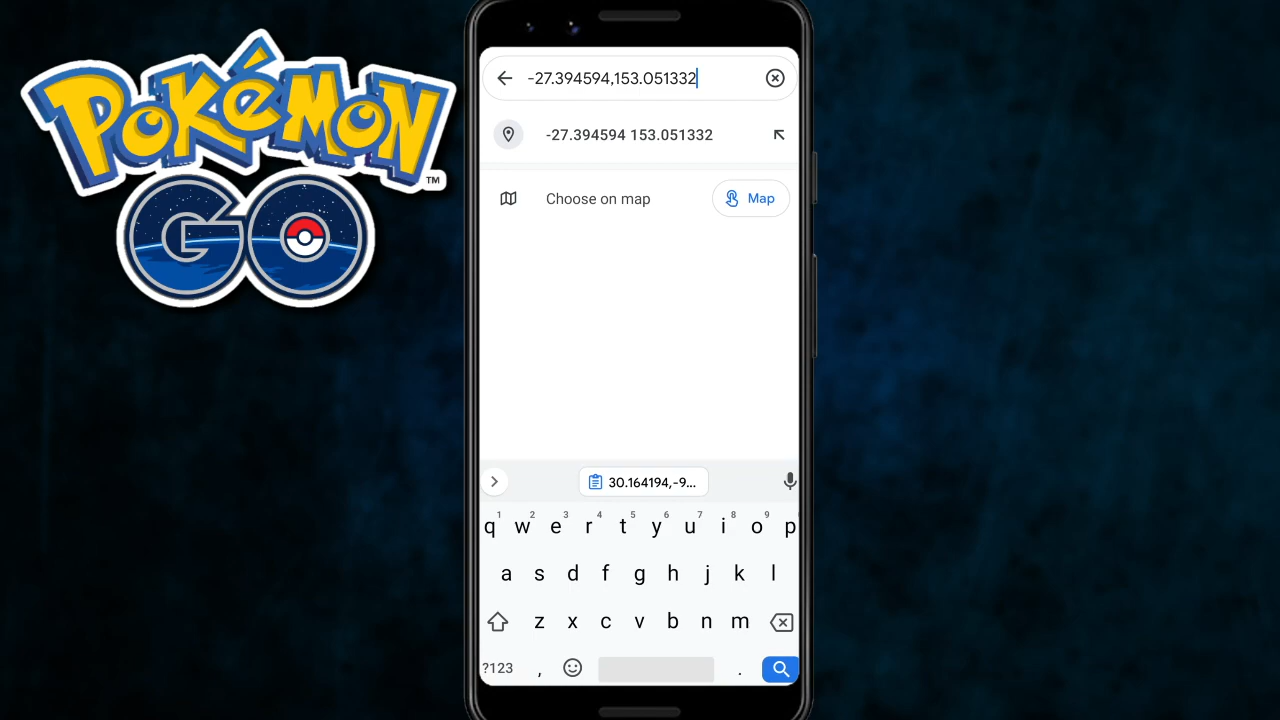 POKéMON
™
GO
-27.394594,153.051332
-27.394594 153.051332
Choose on map
Map
30.164194,-9...
1 2 3 4 5 6 7 8 9
q w e r t y u i o p
a s d f g h j k l
z x c v b n m
?123 , .